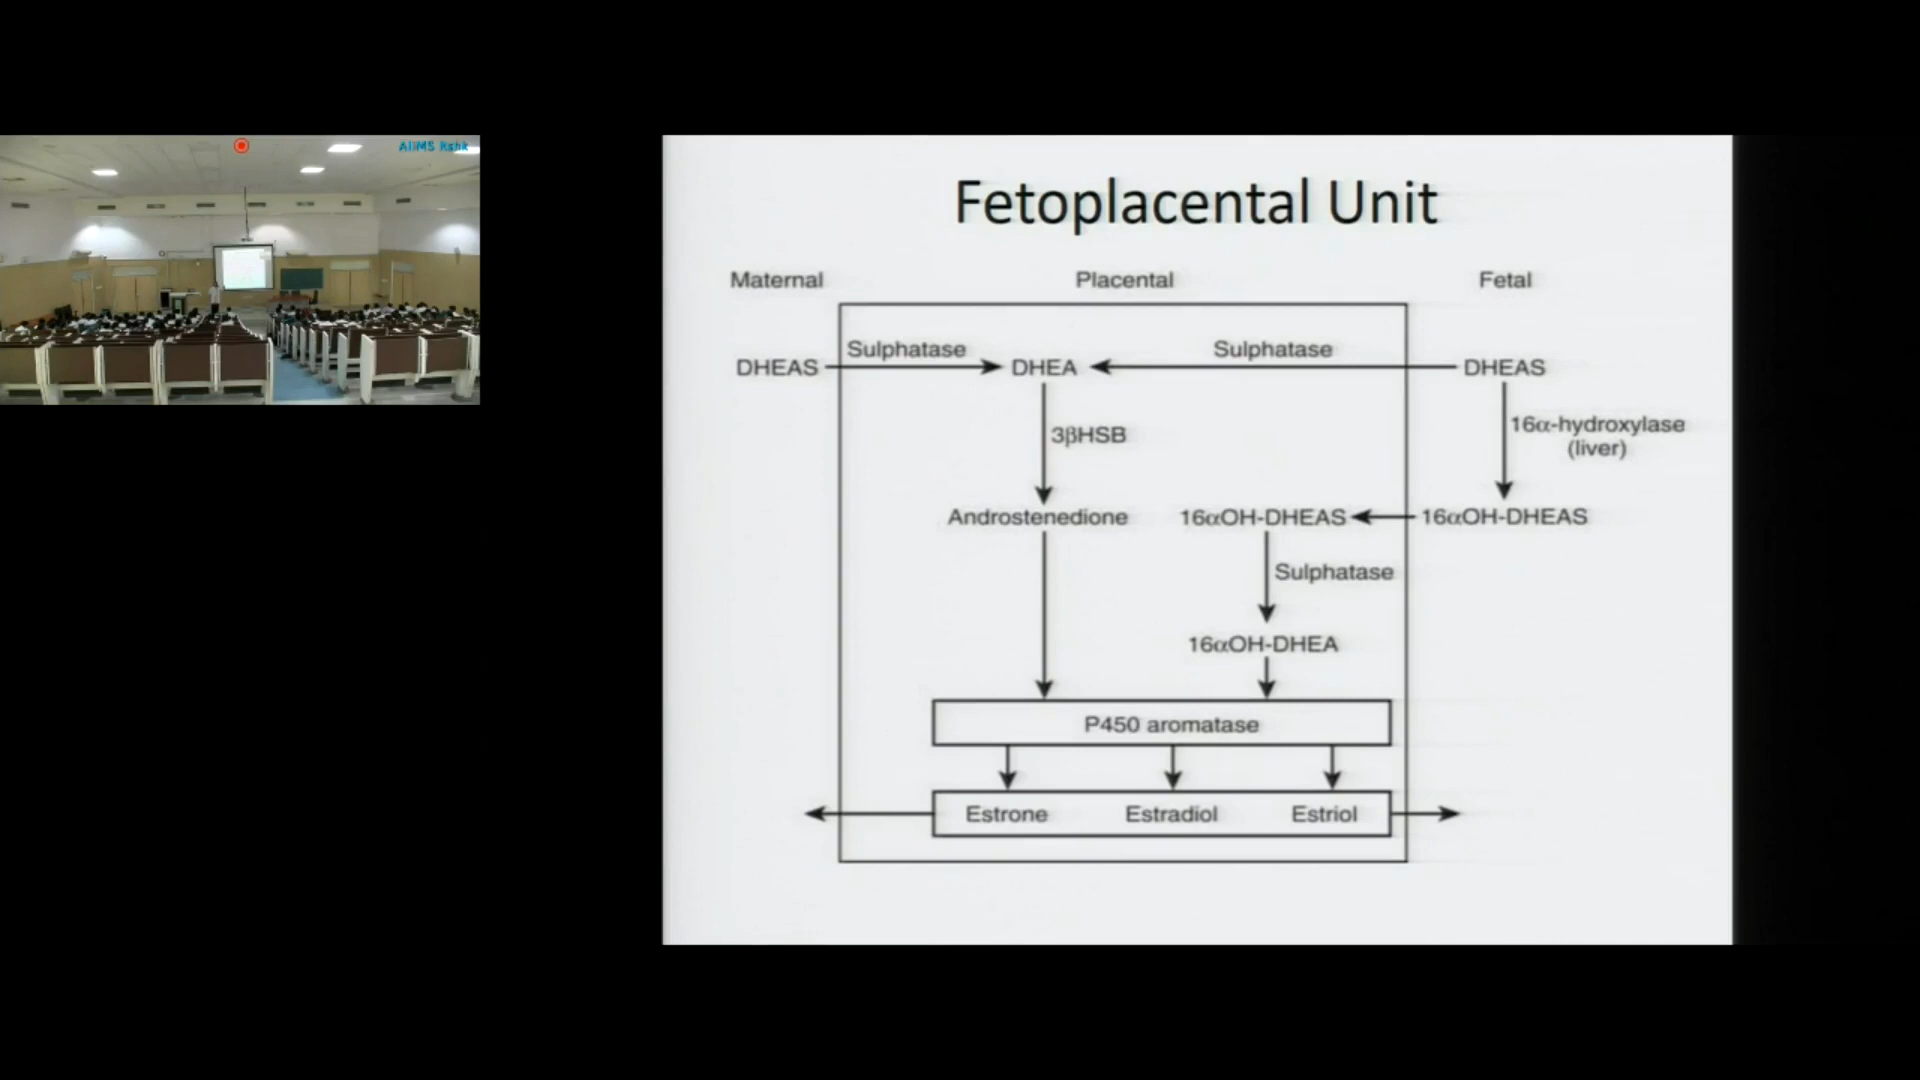 AIIMS Rshk
Fetoplacental Unit
Maternal Placental Fetal
DHEAS Sulphatase DHEA Sulphatase DHEAS
3βHSB
16α-hydroxylase
(liver)
Androstenedione 16αOH-DHEAS 16αOH-DHEAS
Sulphatase
16αOH-DHEA
P450 aromatase
Estrone Estradiol Estriol